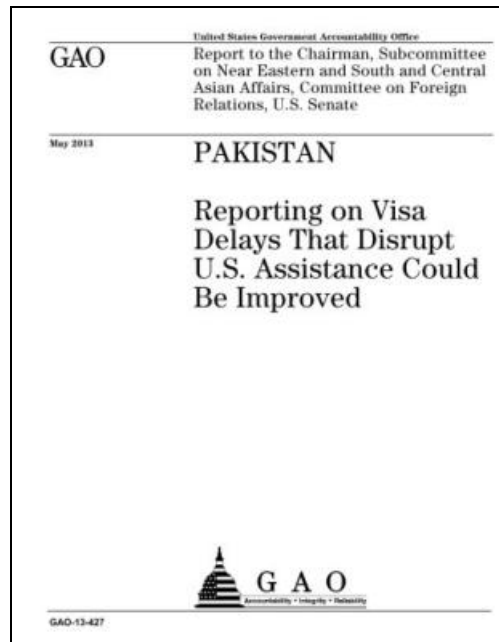 United States Government Accountability Office
GAO
Report to the Chairman, Subcommittee
on Near Eastern and South and Central
Asian Affairs, Committee on Foreign
Relations, U.S. Senate
May 2013
PAKISTAN
Reporting on Visa
Delays That Disrupt
U.S. Assistance Could
Be Improved
G A O
Accountability * Integrity * Reliability
GAO-13-427